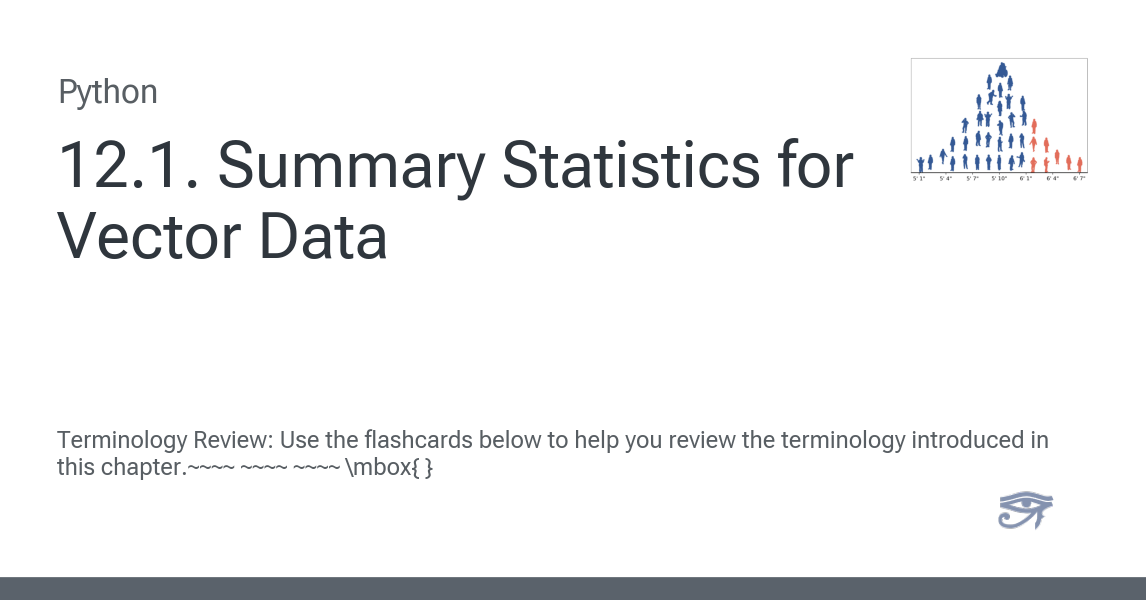 Python
12.1. Summary Statistics for
Vector Data
5' 1" 5' 4" 5' 7" 5' 10" 6' 1" 6' 4" 6' 7"
Terminology Review: Use the flashcards below to help you review the terminology introduced in
this chapter.~~~~ ~~~~ ~~~~ \mbox{ }